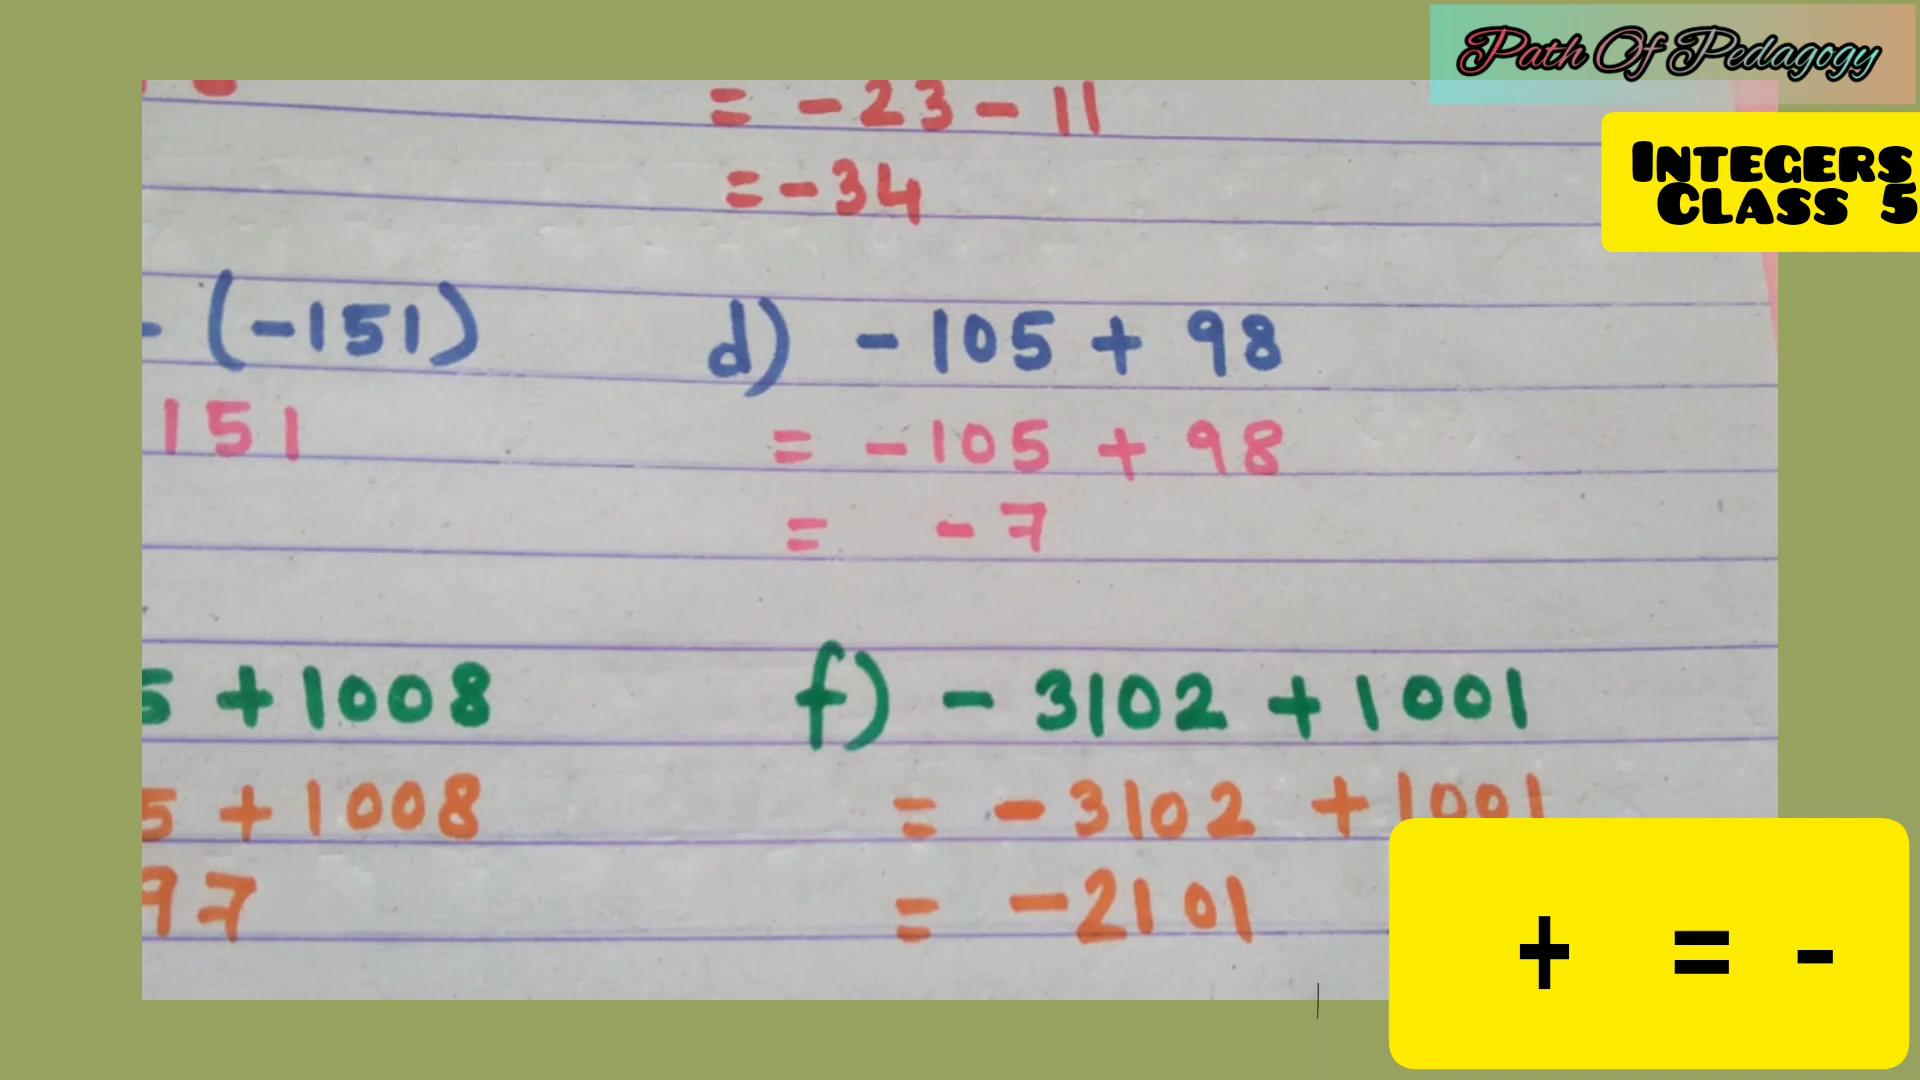 Path Of Pedagogy
INTEGERS
CLASS 5
= -23 - 11
= -34
- (-151)
151
d) -105 + 98
= -105 + 98
= -7
5 + 1008
5 + 1008
97
f) - 3102 + 1001
= - 3102 + 1001
= - 2101
+ = -